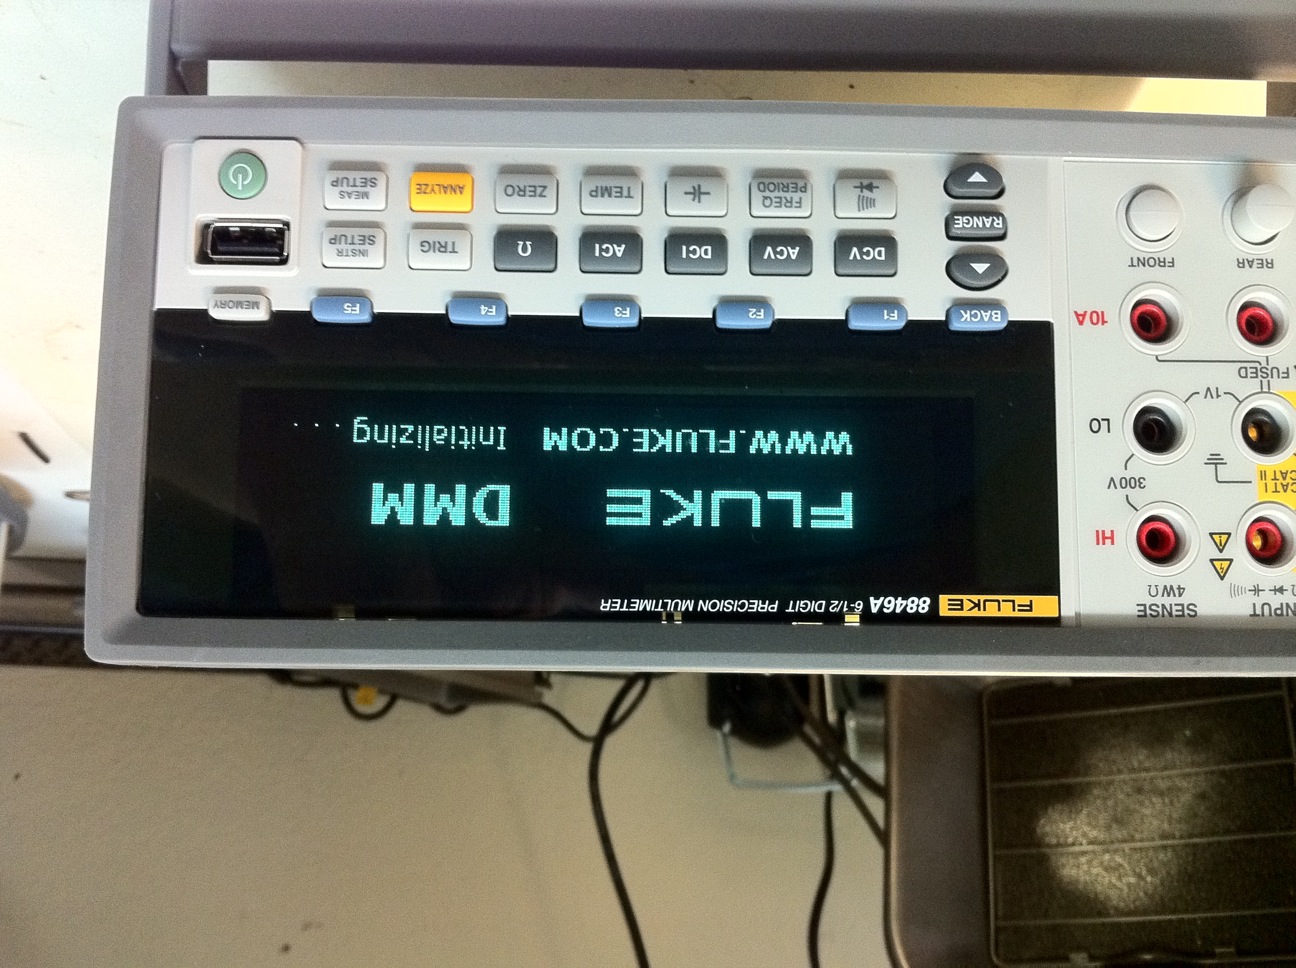 FLUKE 8846A 6-1/2 DIGIT PRECISION MULTIMETER
FLUKE DMM
WWW.FLUKE.COM Initializing . . .
BACK F1 F2 F3 F4 F5 MEMORY
DCV ACV DCI ACI Ω TRIG INSTR SETUP
RANGE
FREQ PERIOD TEMP ZERO ANALYZE MEAS SETUP
SENSE
4WΩ
HI
300V
CAT I
CAT II
LO
1V
FUSED
10A
REAR FRONT